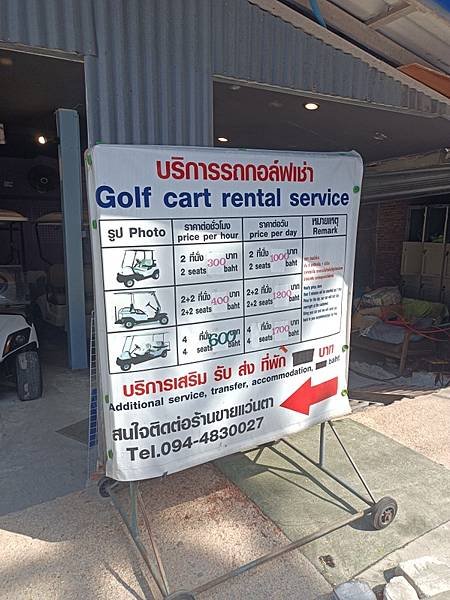 บริการรถกอล์ฟเช่า
Golf cart rental service
รูป Photo
ราคาต่อชั่วโมง
price per hour
ราคาต่อวัน
price per day
หมายเหตุ
Remark
2 ที่นั่ง 300 บาท
2 seats baht
2 ที่นั่ง 1000 บาท
2 seats baht
2+2 ที่นั่ง 400 บาท
2+2 seats baht
2+2 ที่นั่ง 1200 บาท
2+2 seats baht
4 ที่นั่ง 600 บาท
4 seats baht
4 ที่นั่ง 1700 บาท
4 seats baht
บริการเสริม รับ ส่ง ที่พัก บาท
Additional service, transfer, accommodation, baht
สนใจติดต่อร้านขายแว่นตา
Tel.094-4830027